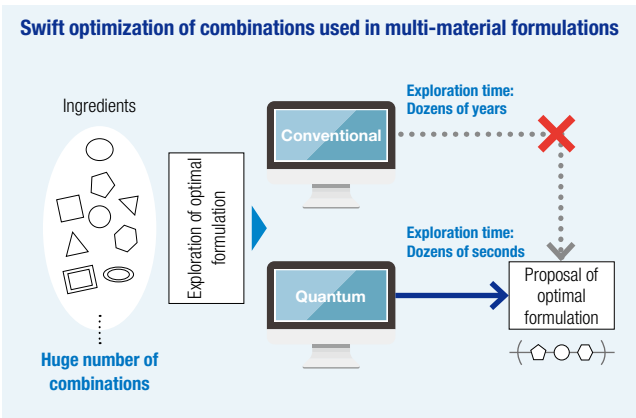 Swift optimization of combinations used in multi-material formulations
Ingredients
Huge number of
combinations
Exploration of optimal
formulation
Conventional
Exploration time:
Dozens of years
Quantum
Exploration time:
Dozens of seconds
Proposal of
optimal
formulation